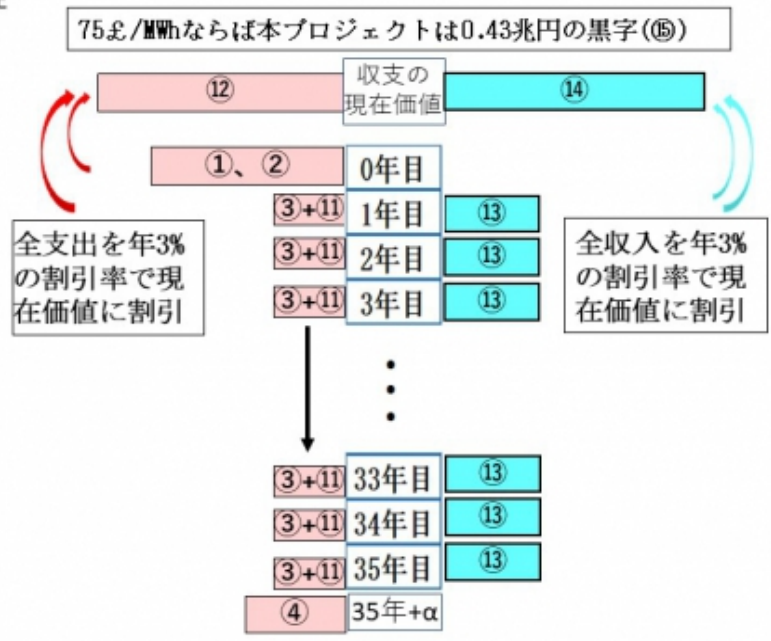 75£/MWhならば本プロジェクトは0.43兆円の黒字(⑮)
⑫
収支の
現在価値
⑭
①、②
0年目
③+⑪
1年目
⑬
③+⑪
2年目
⑬
③+⑪
3年目
⑬
全支出を年3%
の割引率で現
在価値に割引
全収入を年3%
の割引率で現
在価値に割引
③+⑪
33年目
⑬
③+⑪
34年目
⑬
③+⑪
35年目
⑬
④
35年+α